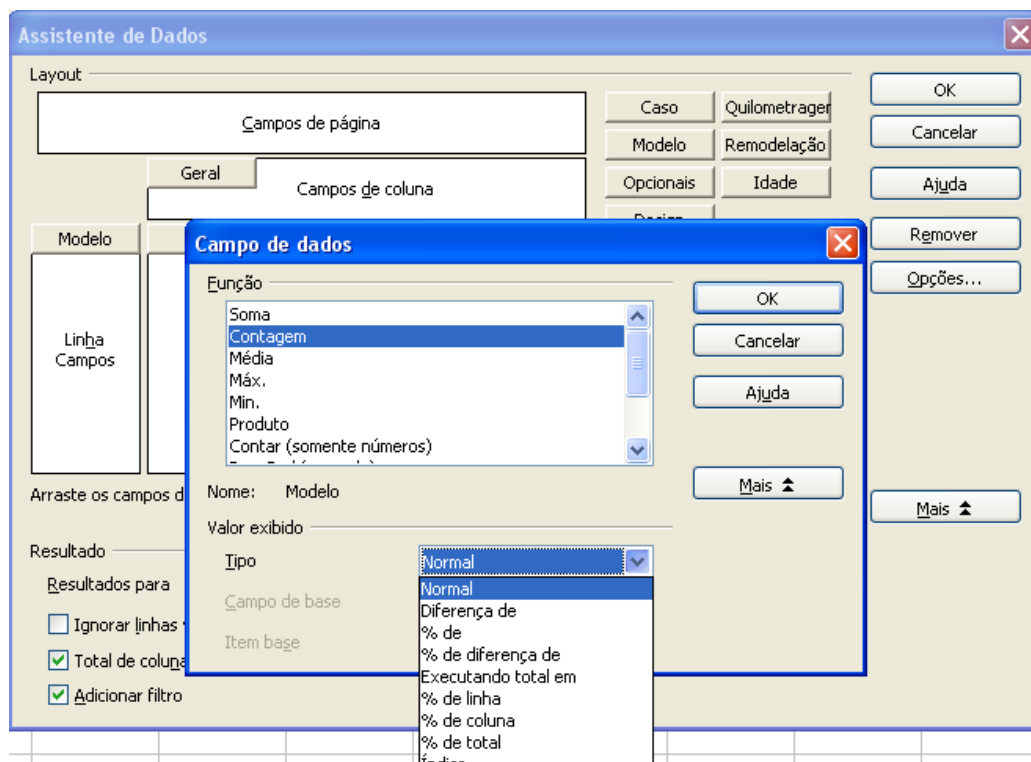 Assistente de Dados
Layout
Campos de página
Geral
Campos de coluna
Caso
Quilometrager
Modelo
Remodelação
Opcionais
Idade
OK
Cancelar
Ajuda
Remover
Opções...
Mais
Modelo
Linha
Campos
Arraste os campos d
Resultado
Resultados para
Ignorar linhas
Total de coluna
Adicionar filtro
Campo de dados
Função
Soma
Contagem
Média
Máx.
Min.
Produto
Contar (somente números)
OK
Cancelar
Ajuda
Mais
Nome: Modelo
Valor exibido
Tipo
Normal
Campo de base
Item base
Normal
Diferença de
% de
% de diferença de
Executando total em
% de linha
% de coluna
% de total